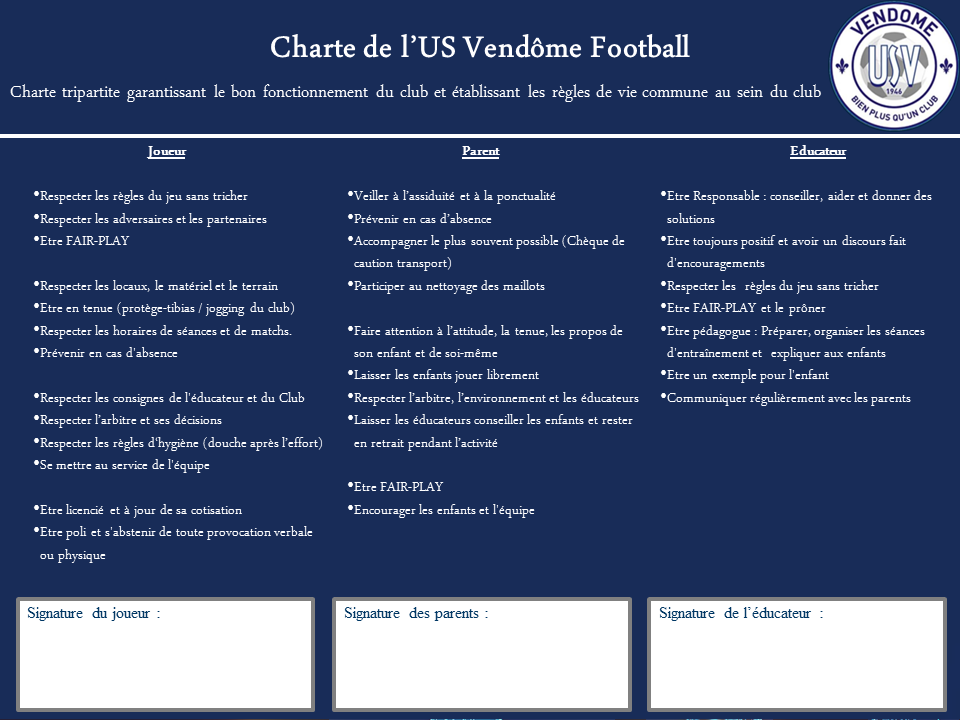 Charte de l’US Vendôme Football
Charte tripartite garantissant le bon fonctionnement du club et établissant les règles de vie commune au sein du club
VENDOME
USV
1946
BIEN PLUS QU'UN CLUB
Joueur
•Respecter les règles du jeu sans tricher
•Respecter les adversaires et les partenaires
•Etre FAIR-PLAY
•Respecter les locaux, le matériel et le terrain
•Etre en tenue (protège-tibias / jogging du club)
•Respecter les horaires de séances et de matchs.
•Prévenir en cas d'absence
•Respecter les consignes de l'éducateur et du Club
•Respecter l’arbitre et ses décisions
•Respecter les règles d‘hygiène (douche après l’effort)
•Se mettre au service de l'équipe
•Etre licencié et à jour de sa cotisation
•Etre poli et s'abstenir de toute provocation verbale
ou physique
Parent
•Veiller à l’assiduité et à la ponctualité
•Prévenir en cas d’absence
•Accompagner le plus souvent possible (Chèque de
caution transport)
•Participer au nettoyage des maillots
•Faire attention à l’attitude, la tenue, les propos de
son enfant et de soi-même
•Laisser les enfants jouer librement
•Respecter l’arbitre, l’environnement et les éducateurs
•Laisser les éducateurs conseiller les enfants et rester
en retrait pendant l’activité
•Etre FAIR-PLAY
•Encourager les enfants et l'équipe
Educateur
•Etre Responsable : conseiller, aider et donner des
solutions
•Etre toujours positif et avoir un discours fait
d'encouragements
•Respecter les règles du jeu sans tricher
•Etre FAIR-PLAY et le prôner
•Etre pédagogue : Préparer, organiser les séances
d'entraînement et expliquer aux enfants
•Etre un exemple pour l'enfant
•Communiquer régulièrement avec les parents
Signature du joueur :
Signature des parents :
Signature de l’éducateur :